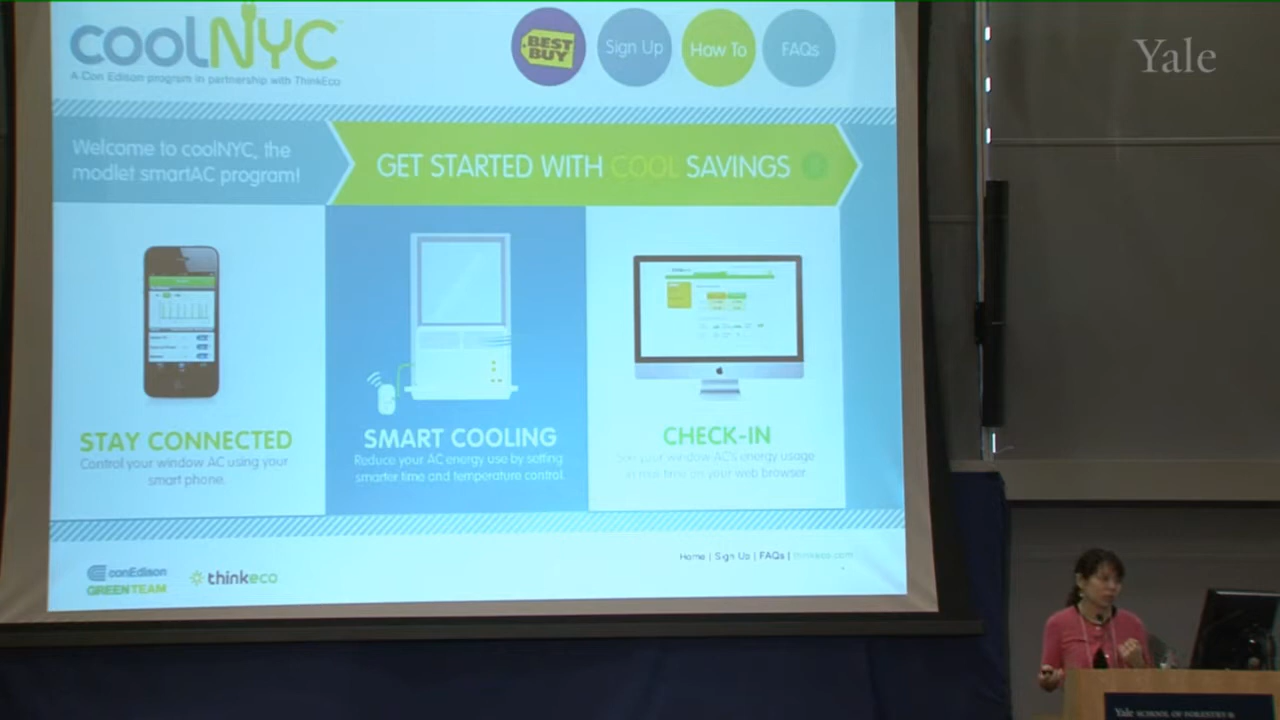 coolNYC
A Con Edison program in partnership with ThinkEco
BEST BUY
Sign Up
How To
FAQs
Yale
Welcome to coolNYC, the
modlet smartAC program!
GET STARTED WITH COOL SAVINGS
STAY CONNECTED
Control your window AC using your
smart phone.
SMART COOLING
Reduce your AC energy use by setting
smarter time and temperature control.
CHECK-IN
See your window AC's energy usage
in real time on your web browser.
Home | Sign Up | FAQs | thinkeco.com
conEdison
GREEN TEAM
thinkeco
Yale SCHOOL OF FORESTRY &